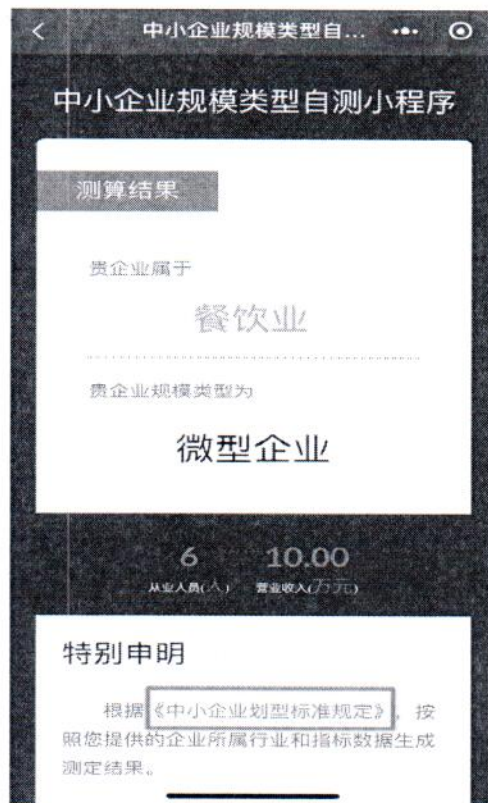 中小企业规模类型自...
中小企业规模类型自测小程序
测算结果
贵企业属于
餐饮业
贵企业规模类型为
微型企业
6 10.00
从业人员(人) 营业收入(万元)
特别申明
根据《中小企业划型标准规定》，按
照您提供的企业所属行业和指标数据生成
测定结果。